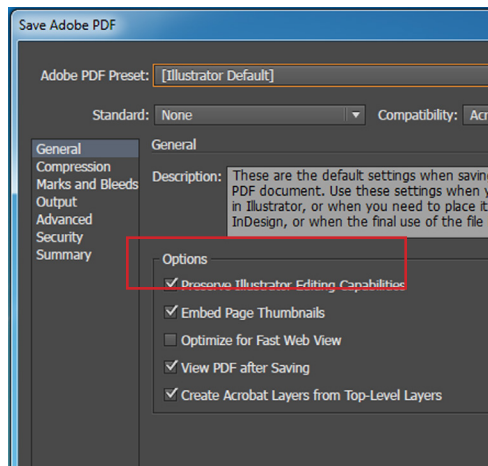 Save Adobe PDF
Adobe PDF Preset: [Illustrator Default]
Standard: None Compatibility: Acr
General
Compression
Marks and Bleeds
Output
Advanced
Security
Summary
General
Description: These are the default settings when savin
PDF document. Use these settings when y
in Illustrator, or when you need to place it
InDesign, or when the final use of the file
Options
Preserve Illustrator Editing Capabilities
Embed Page Thumbnails
Optimize for Fast Web View
View PDF after Saving
Create Acrobat Layers from Top-Level Layers